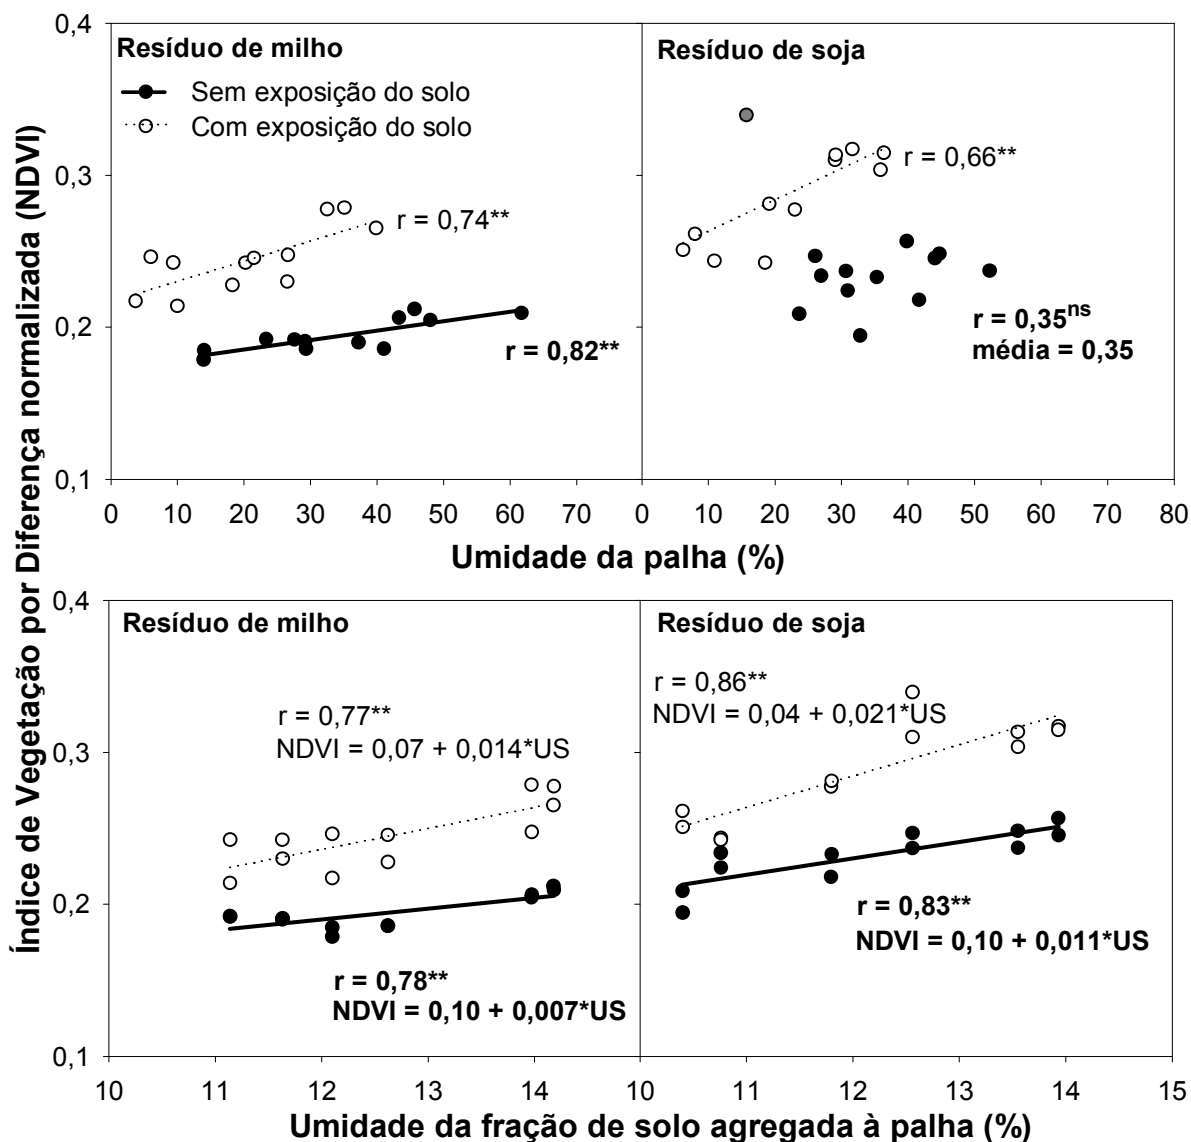 Índice de Vegetação por Diferença normalizada (NDVI)
0,4
0,3
0,2
0,1
Resíduo de milho
Sem exposição do solo
Com exposição do solo
r = 0,74**
r = 0,82**
Resíduo de soja
r = 0,66**
r = 0,35ns
média = 0,35
0 10 20 30 40 50 60 70 0 10 20 30 40 50 60 70 80
Umidade da palha (%)
0,4
0,3
0,2
0,1
Resíduo de milho
r = 0,77**
NDVI = 0,07 + 0,014*US
r = 0,78**
NDVI = 0,10 + 0,007*US
Resíduo de soja
r = 0,86**
NDVI = 0,04 + 0,021*US
r = 0,83**
NDVI = 0,10 + 0,011*US
10 11 12 13 14 10 11 12 13 14 15
Umidade da fração de solo agregada à palha (%)